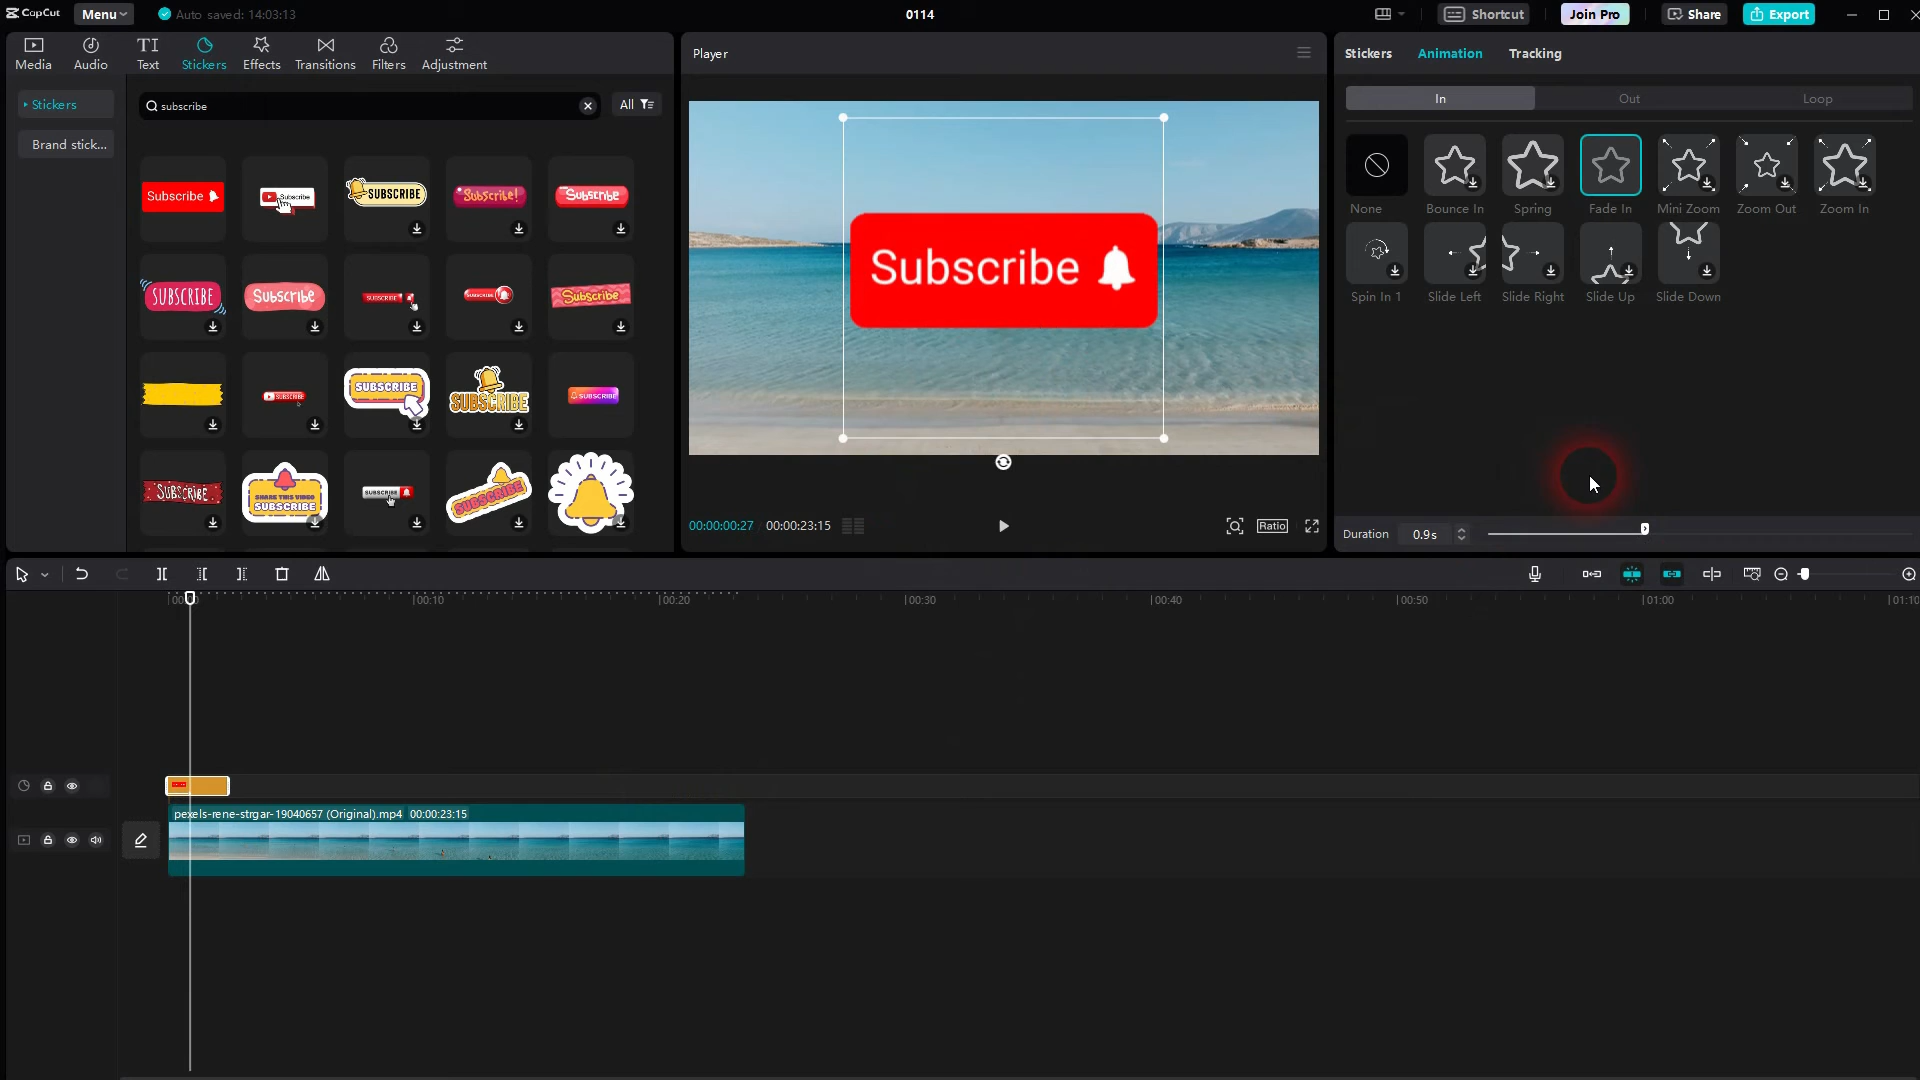 CapCut Menu Auto saved: 14:03:13 0114 Shortcut Join Pro Share Export
Media Audio Text Stickers Effects Transitions Filters Adjustment
Player
Stickers Animation Tracking
Stickers
Brand stick...
subscribe All
In Out Loop
Subscribe
Subscribe
SUBSCRIBE
Subscribe!
Subscribe
SUBSCRIBE
Subscribe
SUBSCRIBE
SUBSCRIBE
Subscribe
SUBSCRIBE
SUBSCRIBE
SUBSCRIBE
SUBSCRIBE
SUBSCRIBE
SHARE THIS VIDEO
SUBSCRIBE
SUBSCRIBE
SUBSCRIBE
Subscribe
None Bounce In Spring Fade In Mini Zoom Zoom Out Zoom In
Spin In 1 Slide Left Slide Right Slide Up Slide Down
00:00:00:27 00:00:23:15 Ratio
Duration 0.9s
00:10 00:20 00:30 00:40 00:50 01:00 01:10
pexels-rene-strgar-19040657 (Original).mp4 00:00:23:15